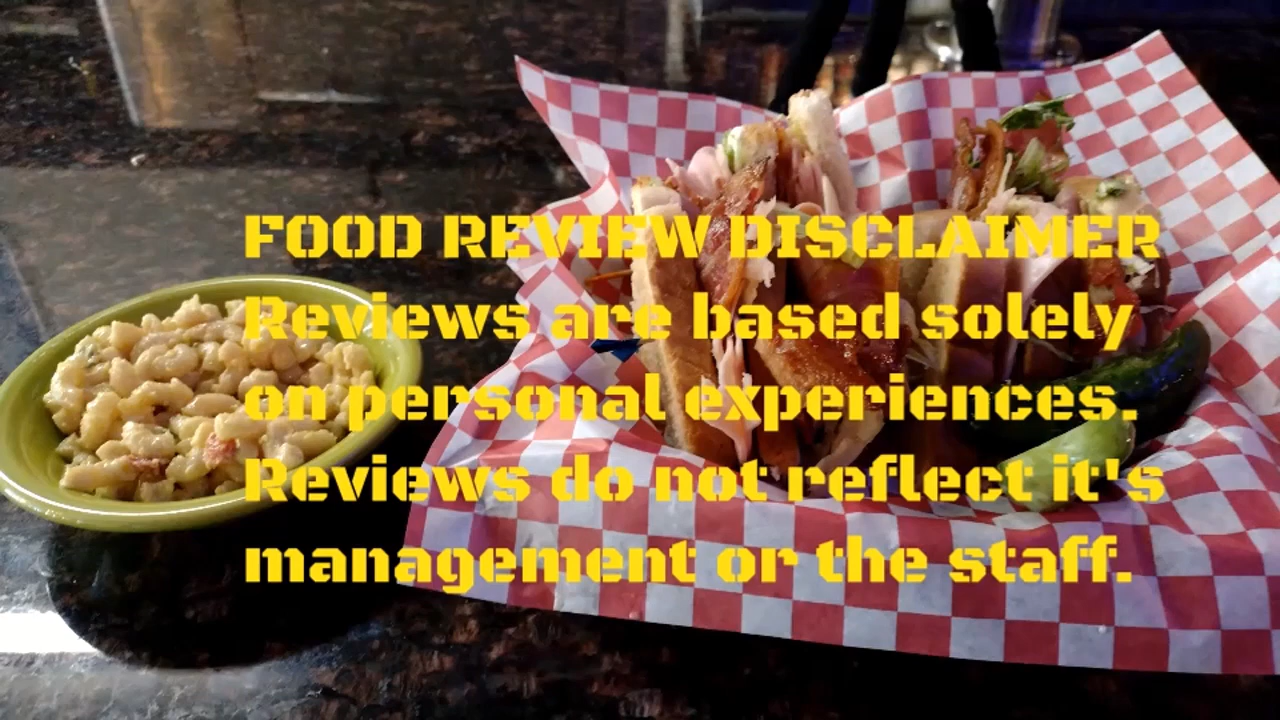 FOOD REVIEW DISCLAIMER
Reviews are based solely
on personal experiences.
Reviews do not reflect it's
management or the staff.